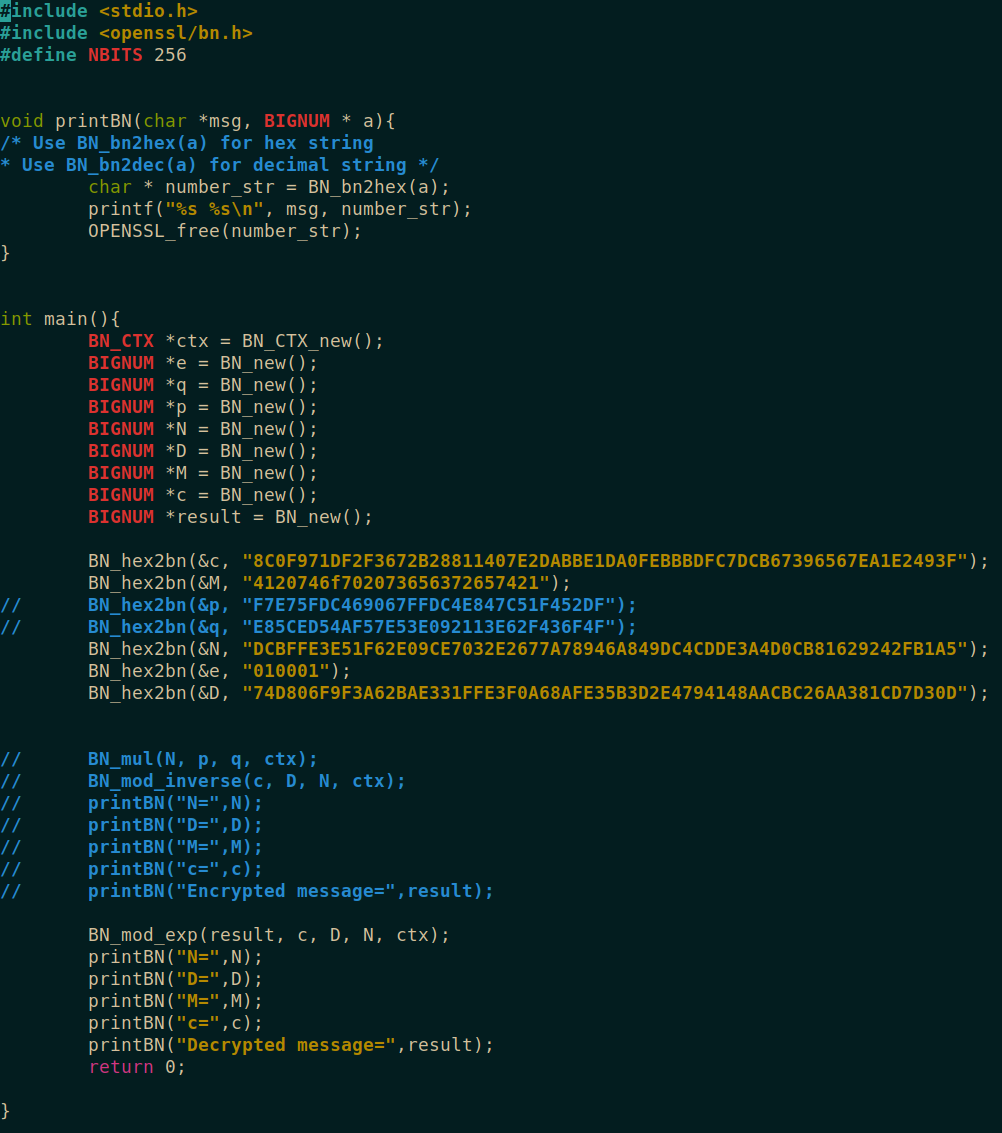 #include <stdio.h>
#include <openssl/bn.h>
#define NBITS 256
void printBN(char *msg, BIGNUM * a){
/* Use BN_bn2hex(a) for hex string
* Use BN_bn2dec(a) for decimal string */
        char * number_str = BN_bn2hex(a);
        printf("%s %s\n", msg, number_str);
        OPENSSL_free(number_str);
}
int main(){
        BN_CTX *ctx = BN_CTX_new();
        BIGNUM *e = BN_new();
        BIGNUM *q = BN_new();
        BIGNUM *p = BN_new();
        BIGNUM *N = BN_new();
        BIGNUM *D = BN_new();
        BIGNUM *M = BN_new();
        BIGNUM *c = BN_new();
        BIGNUM *result = BN_new();
        BN_hex2bn(&c, "8C0F971DF2F3672B28811407E2DABBE1DA0FEBBBDFC7DCB67396567EA1E2493F");
        BN_hex2bn(&M, "4120746f702073656372657421");
//      BN_hex2bn(&p, "F7E75FDC469067FFDC4E847C51F452DF");
//      BN_hex2bn(&q, "E85CED54AF57E53E092113E62F436F4F");
        BN_hex2bn(&N, "DCBFFE3E51F62E09CE7032E2677A78946A849DC4CDDE3A4D0CB81629242FB1A5");
        BN_hex2bn(&e, "010001");
        BN_hex2bn(&D, "74D806F9F3A62BAE331FFE3F0A68AFE35B3D2E4794148AACBC26AA381CD7D30D");
//      BN_mul(N, p, q, ctx);
//      BN_mod_inverse(c, D, N, ctx);
//      printBN("N=",N);
//      printBN("D=",D);
//      printBN("M=",M);
//      printBN("c=",c);
//      printBN("Encrypted message=",result);
        BN_mod_exp(result, c, D, N, ctx);
        printBN("N=",N);
        printBN("D=",D);
        printBN("M=",M);
        printBN("c=",c);
        printBN("Decrypted message=",result);
        return 0;
}